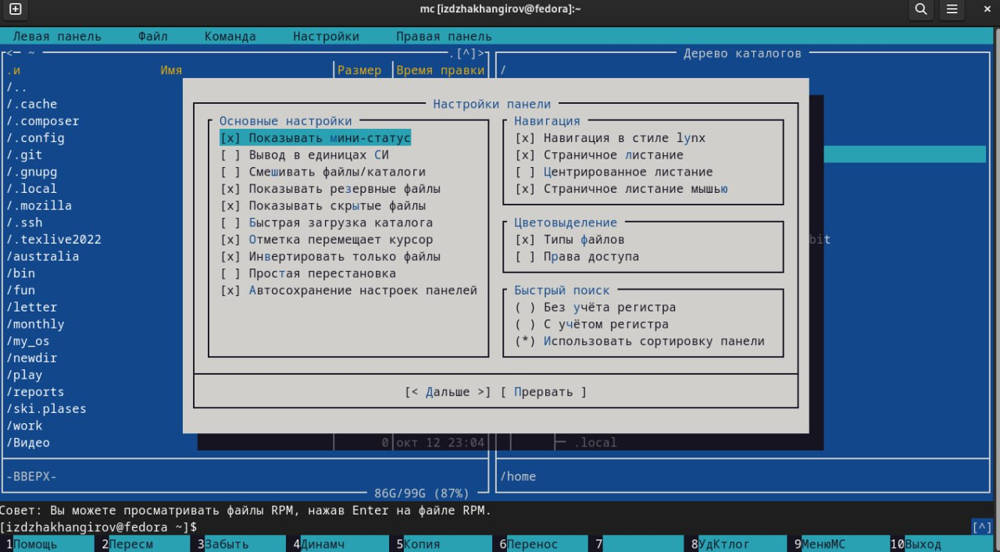 mc [izdzhakhangirov@fedora]:~
Левая панель Файл Команда Настройки Правая панель
<─ ~ .[^]> Дерево каталогов
.и Имя Размер Время правки /
/..
/.cache
/.composer
/.config
/.git
/.gnupg
/.local
/.mozilla
/.ssh
/.texlive2022
/australia
/bin
/fun
/letter
/monthly
/my_os
/newdir
/play
/reports
/ski.plases
/work
/Видео 0 окт 12 23:04 .local
Настройки панели
Основные настройки
[x] Показывать мини-статус
[ ] Вывод в единицах СИ
[ ] Смешивать файлы/каталоги
[x] Показывать резервные файлы
[x] Показывать скрытые файлы
[ ] Быстрая загрузка каталога
[x] Отметка перемещает курсор
[x] Инвертировать только файлы
[ ] Простая перестановка
[x] Автосохранение настроек панелей
Навигация
[x] Навигация в стиле lynx
[x] Страничное листание
[ ] Центрированное листание
[x] Страничное листание мышью
Цветовыделение
[x] Типы файлов
[ ] Права доступа
Быстрый поиск
( ) Без учёта регистра
( ) С учётом регистра
(*) Использовать сортировку панели
[< Дальше >] [ Прервать ]
bit
-ВВЕРХ- /home
86G/99G (87%)
Совет: Вы можете просматривать файлы RPM, нажав Enter на файле RPM.
[izdzhakhangirov@fedora ~]$ [^]
1Помощь 2Пересм 3Забыть 4Динамч 5Копия 6Перенос 7 8УдКтлог 9МенюМС 10Выход